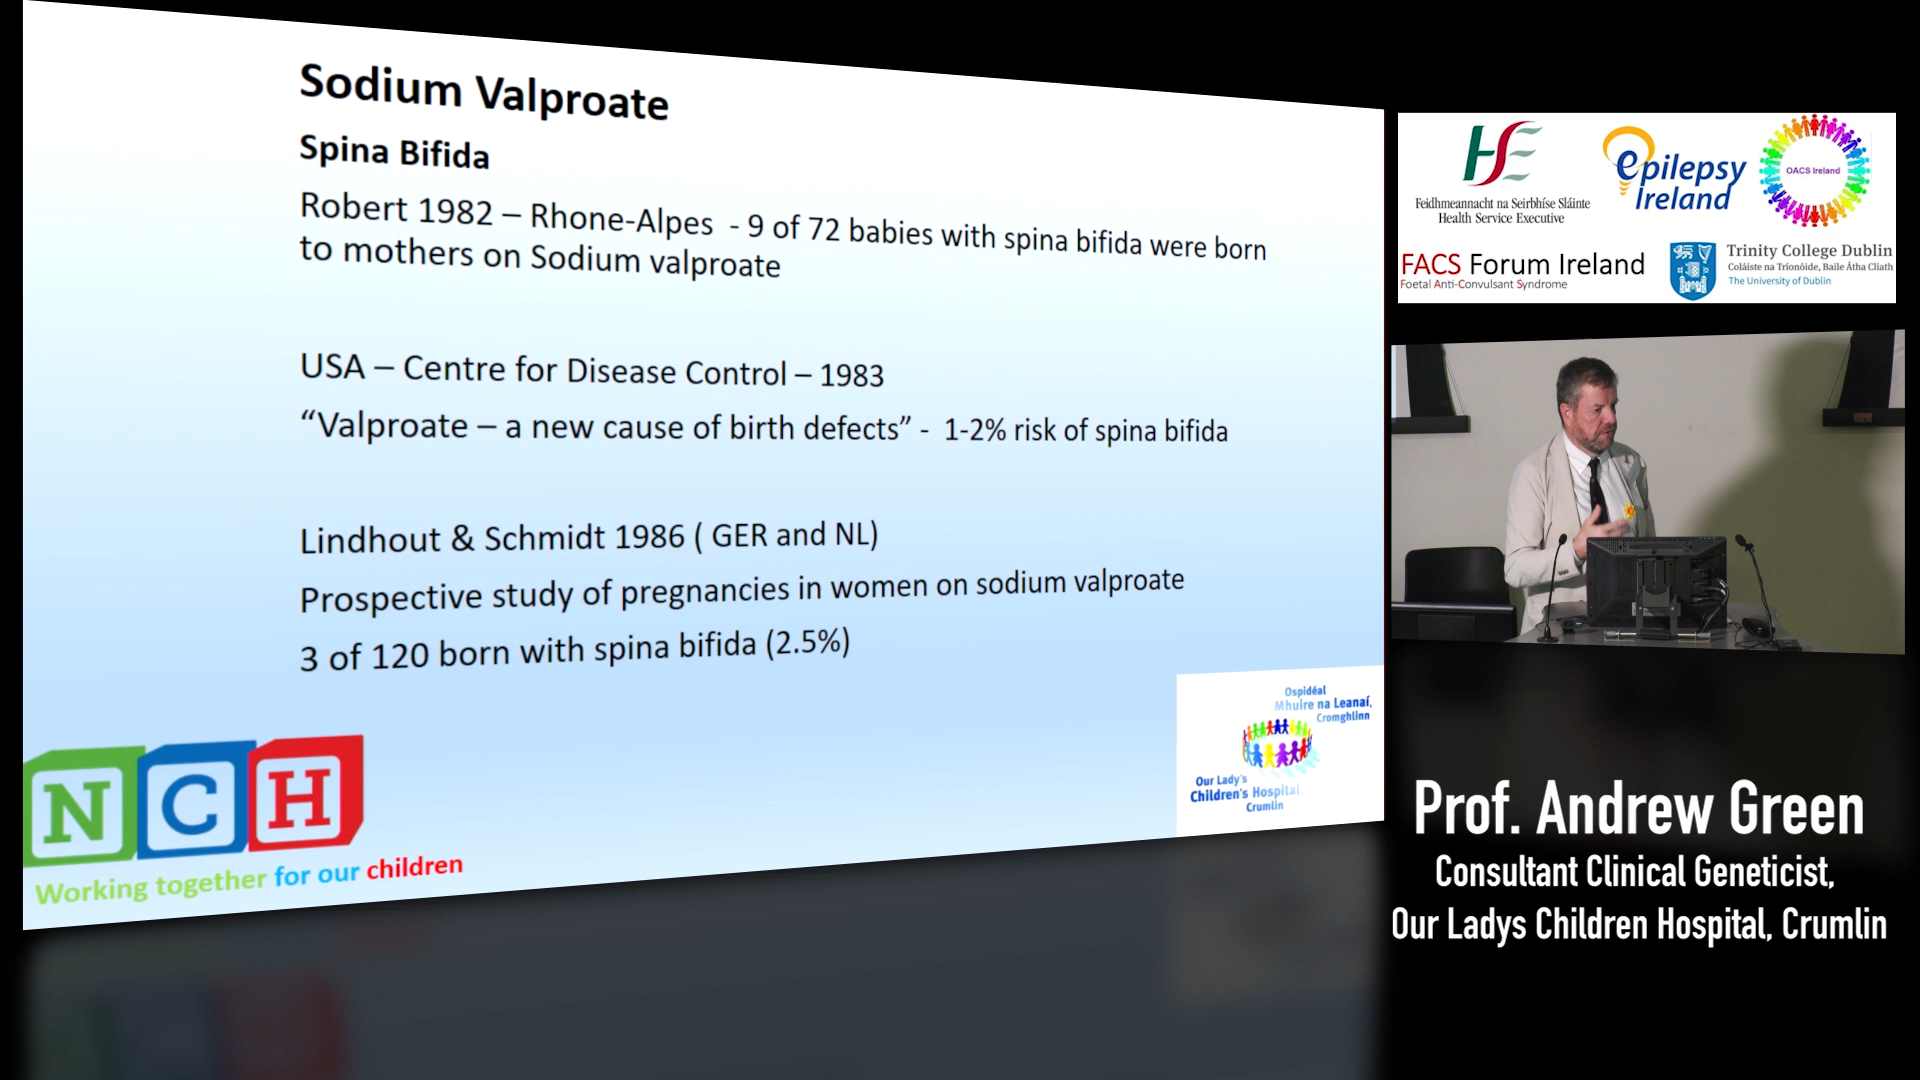 Sodium Valproate
Spina Bifida
Robert 1982 – Rhone-Alpes - 9 of 72 babies with spina bifida were born
to mothers on Sodium valproate
USA – Centre for Disease Control – 1983
“Valproate – a new cause of birth defects” - 1-2% risk of spina bifida
Lindhout & Schmidt 1986 ( GER and NL)
Prospective study of pregnancies in women on sodium valproate
3 of 120 born with spina bifida (2.5%)
NCH
Working together for our children
Ospidéal
Mhuire na Leanaí,
Cromghlinn
Our Lady's
Children's Hospital
Crumlin
HSE
Feidhmeannacht na Seirbhíse Sláinte
Health Service Executive
epilepsy
Ireland
OACS Ireland
FACS Forum Ireland
Foetal Anti-Convulsant Syndrome
Trinity College Dublin
Coláiste na Tríonóide, Baile Átha Cliath
The University of Dublin
Prof. Andrew Green
Consultant Clinical Geneticist,
Our Ladys Children Hospital, Crumlin